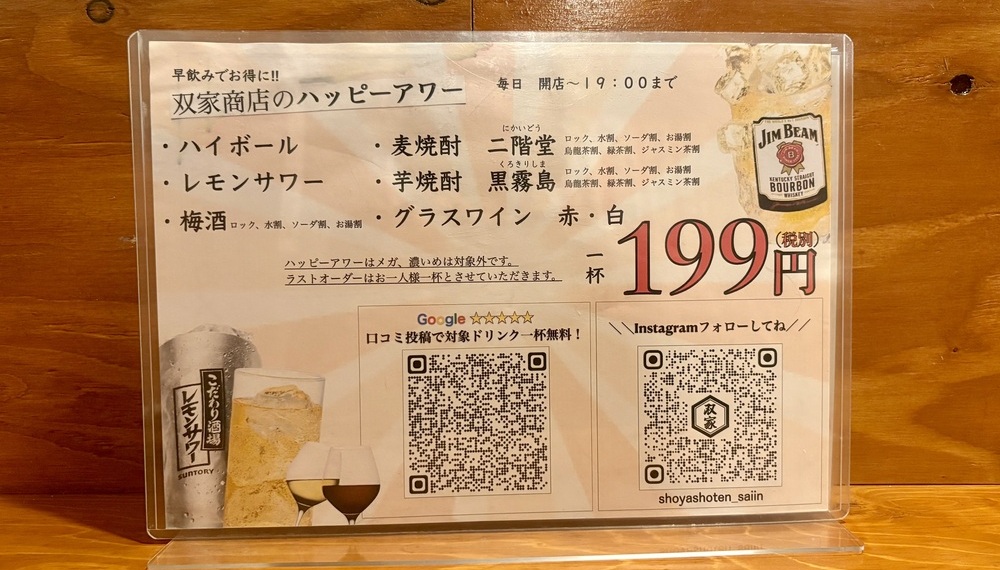 早飲みでお得に!!
双家商店のハッピーアワー
毎日 開店〜19:00まで
・ハイボール
・レモンサワー
・梅酒 ロック、水割、ソーダ割、お湯割
・麦焼酎 二階堂 にかいどう
ロック、水割、ソーダ割、お湯割
烏龍茶割、緑茶割、ジャスミン茶割
・芋焼酎 黒霧島 くろきりしま
ロック、水割、ソーダ割、お湯割
烏龍茶割、緑茶割、ジャスミン茶割
・グラスワイン 赤・白
一杯 199円 (税別)
ハッピーアワーはメガ、濃いめは対象外です。
ラストオーダーはお一人様一杯とさせていただきます。
JIM BEAM
KENTUCKY STRAIGHT
BOURBON
WHISKEY
Google ☆☆☆☆☆
口コミ投稿で対象ドリンク一杯無料!
\\Instagramフォローしてね//
双家
shoyashoten_saiin
こだわり酒場
レモンサワー
SUNTORY